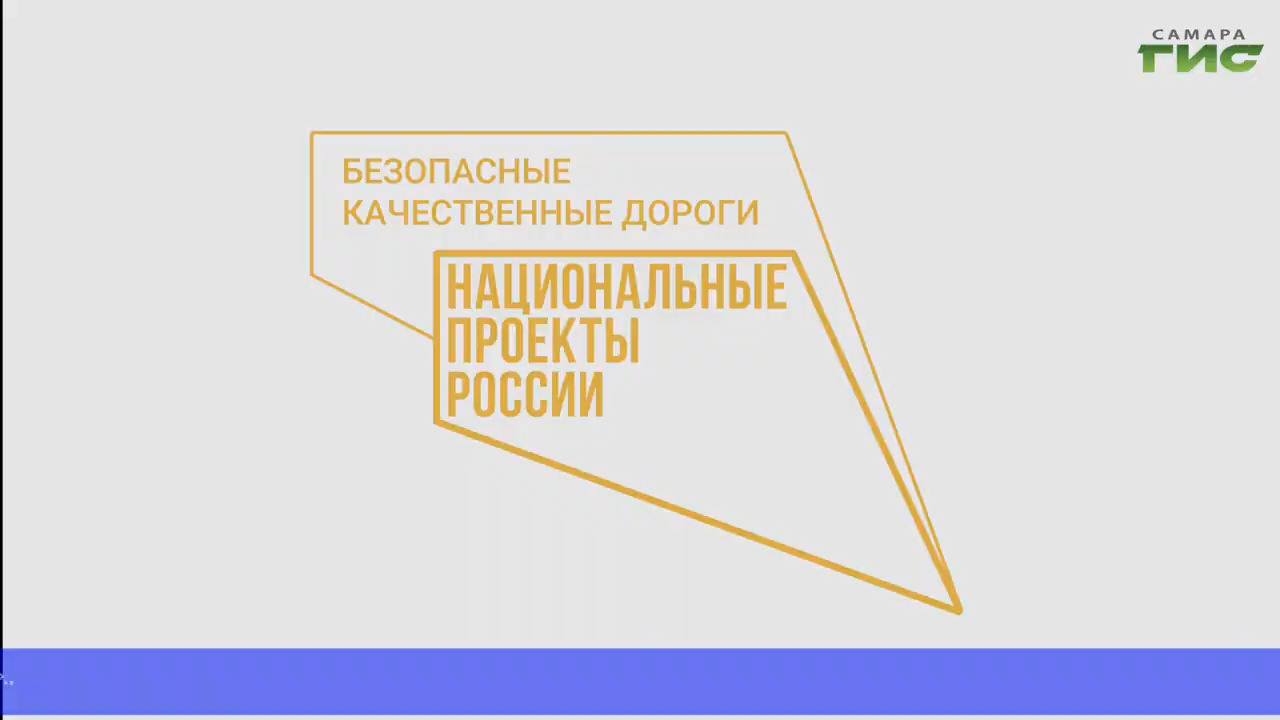 САМАРА
ГИС
БЕЗОПАСНЫЕ
КАЧЕСТВЕННЫЕ ДОРОГИ
НАЦИОНАЛЬНЫЕ
ПРОЕКТЫ
РОССИИ